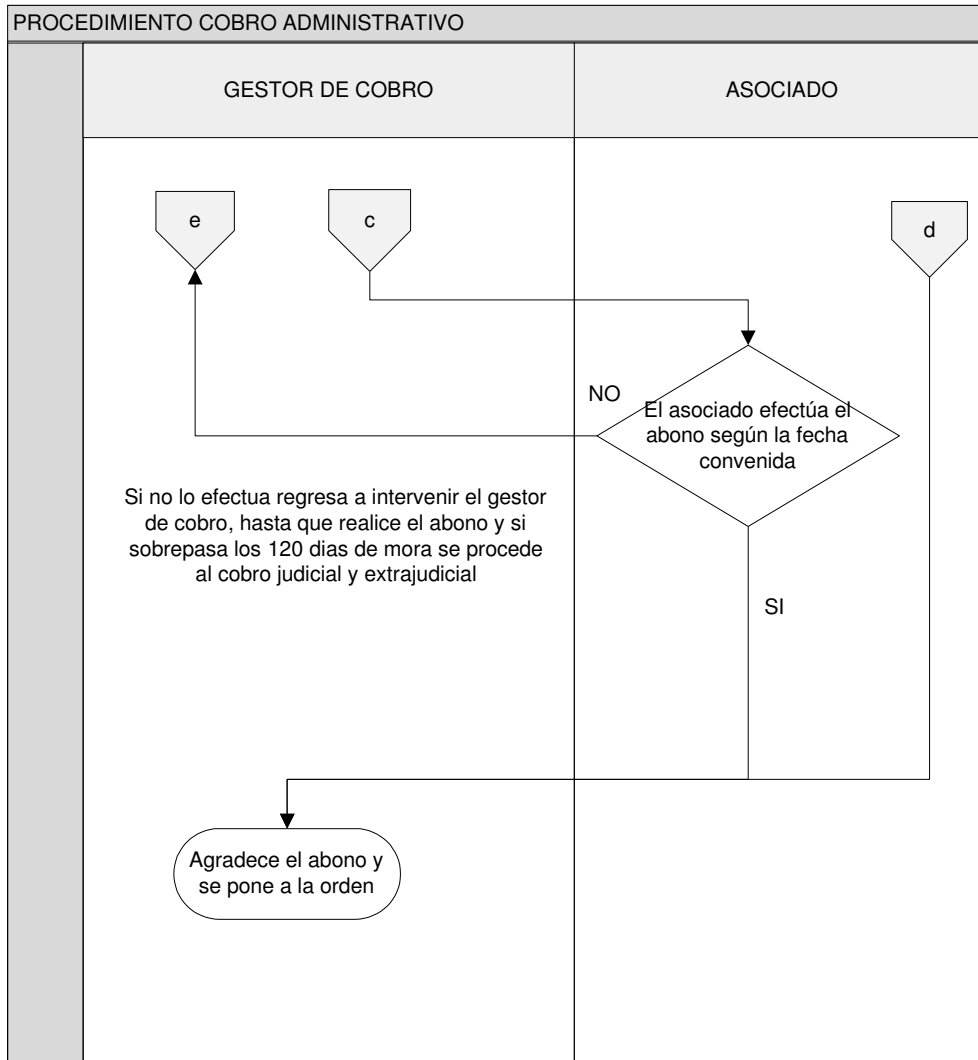 PROCEDIMIENTO COBRO ADMINISTRATIVO
GESTOR DE COBRO
ASOCIADO
e
c
d
NO
El asociado efectúa el
abono según la fecha
convenida
Si no lo efectua regresa a intervenir el gestor
de cobro, hasta que realice el abono y si
sobrepasa los 120 dias de mora se procede
al cobro judicial y extrajudicial
SI
Agradece el abono y
se pone a la orden